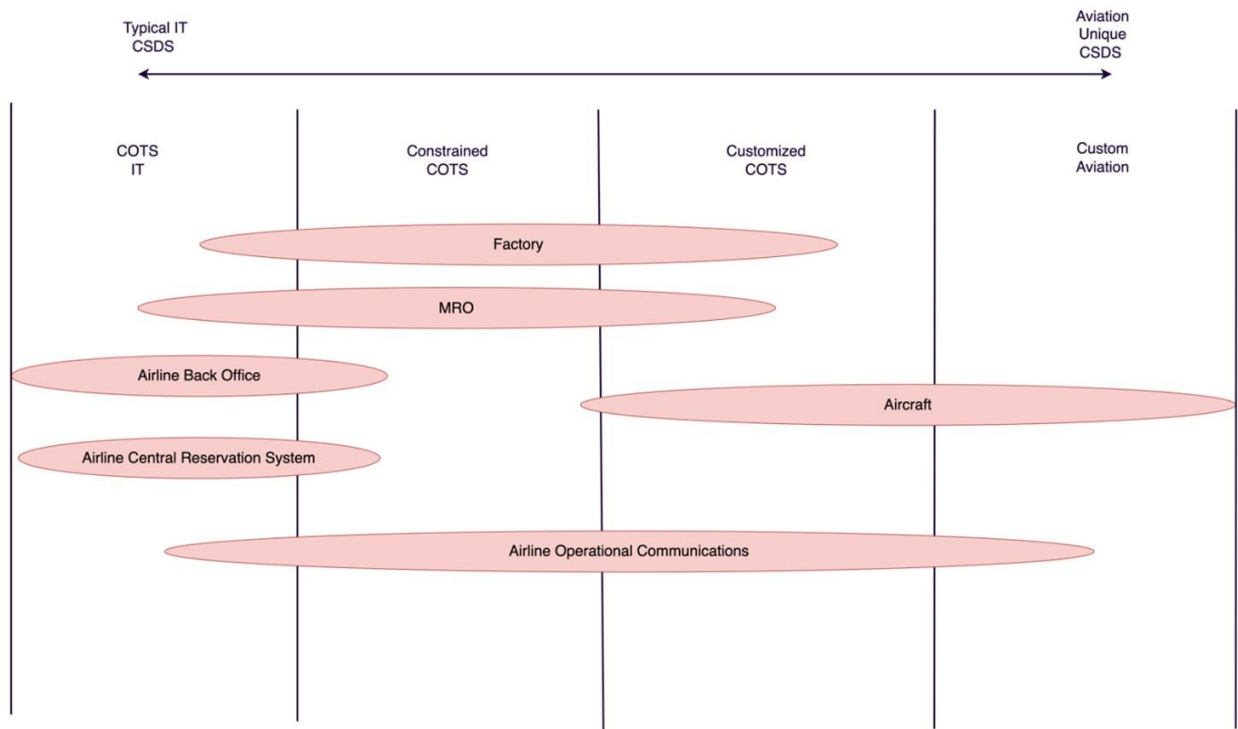 Typical IT
CSDS
Aviation
Unique
CSDS
COTS
IT
Constrained
COTS
Customized
COTS
Custom
Aviation
Factory
MRO
Airline Back Office
Aircraft
Airline Central Reservation System
Airline Operational Communications